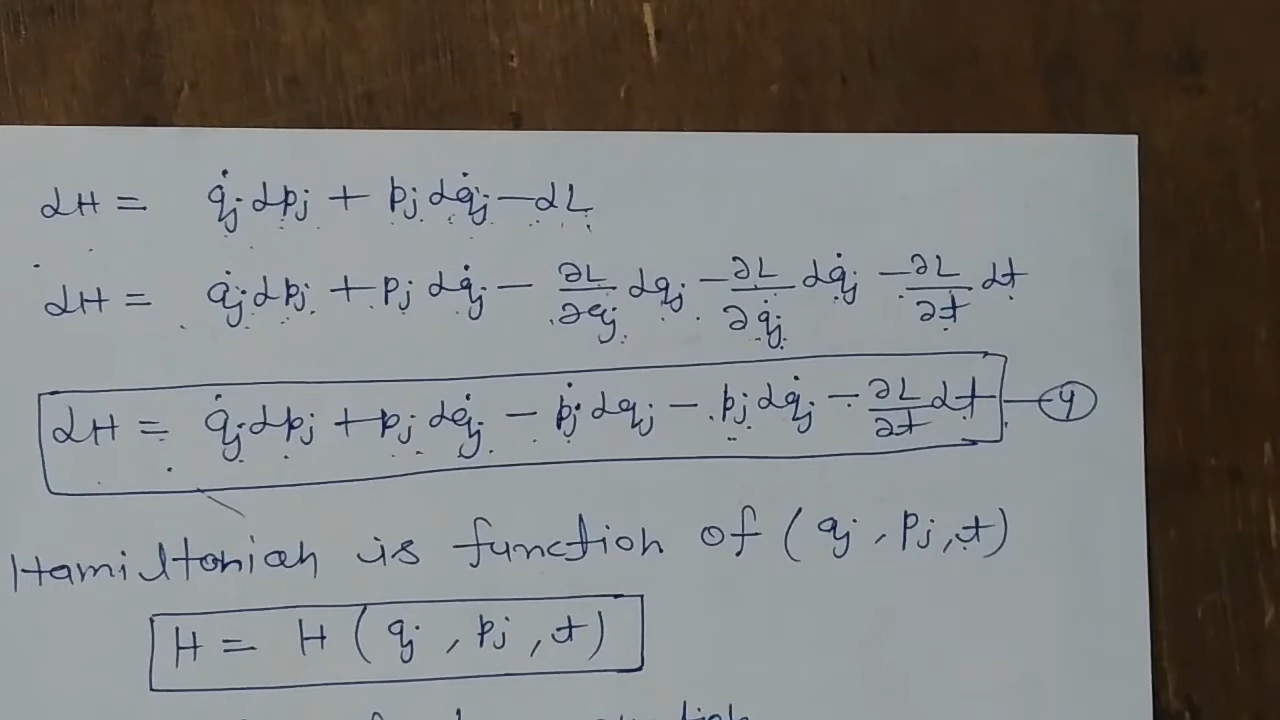 dH = q̇j dpj + pj dq̇j − dL
dH = q̇j dpj + pj dq̇j − ∂L/∂qj dqj − ∂L/∂q̇j dq̇j − ∂L/∂t dt
dH = q̇j dpj + pj dq̇j − ṗj dqj − pj dq̇j − ∂L/∂t dt — ④
Hamiltonian is function of (qj, pj, t)
H = H (qj, pj, t)